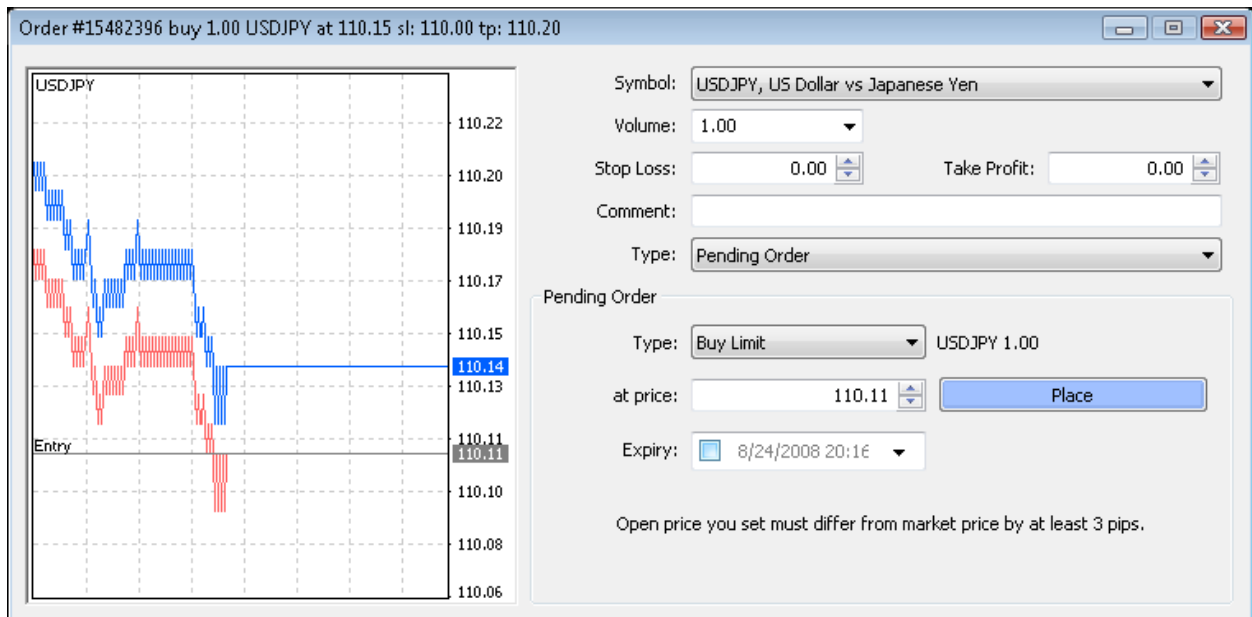 Order #15482396 buy 1.00 USDJPY at 110.15 sl: 110.00 tp: 110.20
USDJPY
110.22
110.20
110.19
110.17
110.15
110.14
110.13
110.11
Entry
110.11
110.10
110.08
110.06
Symbol: USDJPY, US Dollar vs Japanese Yen
Volume: 1.00
Stop Loss: 0.00 Take Profit: 0.00
Comment:
Type: Pending Order
Pending Order
Type: Buy Limit USDJPY 1.00
at price: 110.11 Place
Expiry: 8/24/2008 20:16
Open price you set must differ from market price by at least 3 pips.